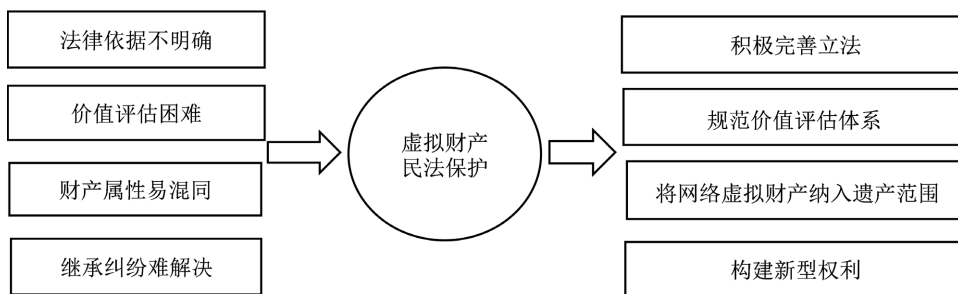 法律依据不明确
价值评估困难
财产属性易混同
继承纠纷难解决
虚拟财产
民法保护
积极完善立法
规范价值评估体系
将网络虚拟财产纳入遗产范围
构建新型权利